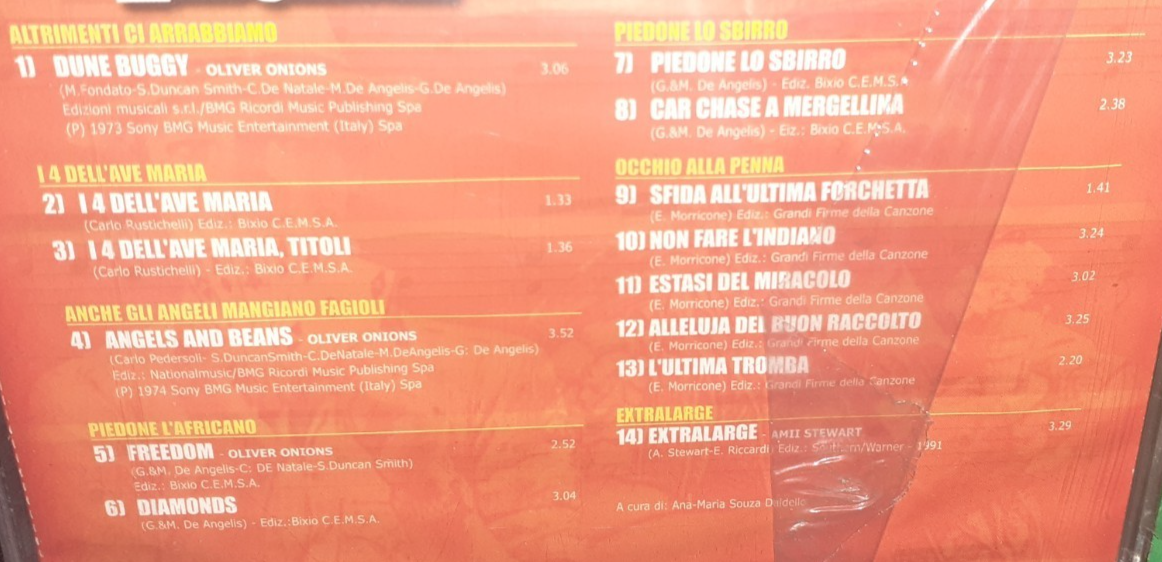 ALTRIMENTI CI ARRABBIAMO
1) DUNE BUGGY - OLIVER ONIONS 3.06
(M.Fondato-S.Duncan Smith-C.De Natale-M.De Angelis-G.De Angelis)
Edizioni musicali s.r.l./BMG Ricordi Music Publishing Spa
(P) 1973 Sony BMG Music Entertainment (Italy) Spa
I 4 DELL'AVE MARIA
2) I 4 DELL'AVE MARIA 1.33
(Carlo Rustichelli) Ediz.: Bixio C.E.M.S.A.
3) I 4 DELL'AVE MARIA, TITOLI 1.36
(Carlo Rustichelli) - Ediz.: Bixio C.E.M.S.A.
ANCHE GLI ANGELI MANGIANO FAGIOLI
4) ANGELS AND BEANS - OLIVER ONIONS 3.52
(Carlo Pedersoli- S.DuncanSmith-C.DeNatale-M.DeAngelis-G: De Angelis)
Ediz.: Nationalmusic/BMG Ricordi Music Publishing Spa
(P) 1974 Sony BMG Music Entertainment (Italy) Spa
PIEDONE L'AFRICANO
5) FREEDOM - OLIVER ONIONS 2.52
(G.&M. De Angelis-C: DE Natale-S.Duncan Smith)
Ediz.: Bixio C.E.M.S.A.
6) DIAMONDS 3.04
(G.&M. De Angelis) - Ediz.:Bixio C.E.M.S.A.
PIEDONE LO SBIRRO
7) PIEDONE LO SBIRRO 3.23
(G.&M. De Angelis) - Ediz. Bixio C.E.M.S.A.
8) CAR CHASE A MERGELLINA 2.38
(G.&M. De Angelis) - Eiz.: Bixio C.E.M.S.A.
OCCHIO ALLA PENNA
9) SFIDA ALL'ULTIMA FORCHETTA 1.41
(E. Morricone) Ediz.: Grandi Firme della Canzone
10) NON FARE L'INDIANO 3.24
(E. Morricone) Ediz.: Grandi Firme della Canzone
11) ESTASI DEL MIRACOLO 3.02
(E. Morricone) Ediz.: Grandi Firme della Canzone
12) ALLELUJA DEL BUON RACCOLTO 3.25
(E. Morricone) Ediz.: Grandi Firme della Canzone
13) L'ULTIMA TROMBA 2.20
(E. Morricone) Ediz.: Grandi Firme della Canzone
EXTRALARGE
14) EXTRALARGE - AMII STEWART 3.29
(A. Stewart-E. Riccardi) Ediz.: Southern/Warner - 1991
A cura di: Ana-Maria Souza